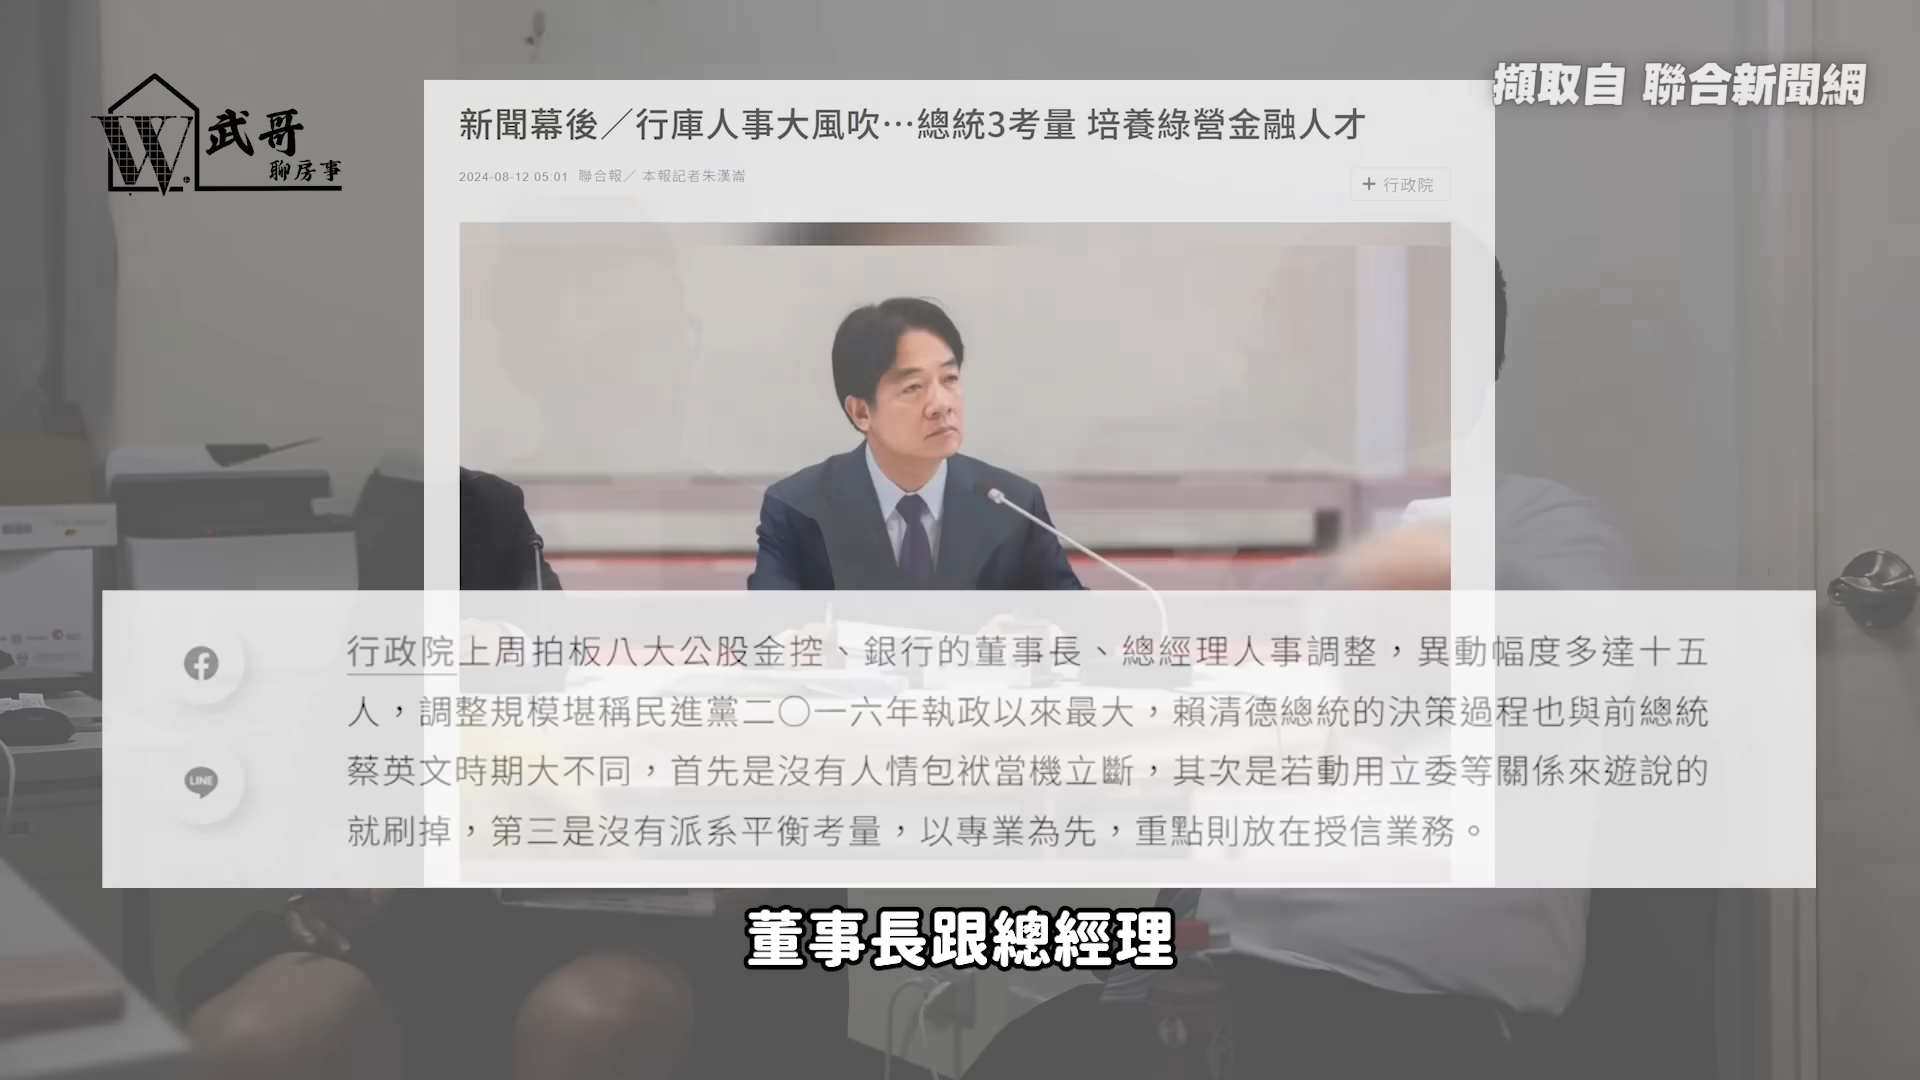 擷取自 聯合新聞網
W.
武哥
聊房事
新聞幕後／行庫人事大風吹…總統3考量 培養綠營金融人才
2024-08-12 05:01 聯合報／ 本報記者朱漢崙
+ 行政院
行政院上周拍板八大公股金控、銀行的董事長、總經理人事調整，異動幅度多達十五
人，調整規模堪稱民進黨二〇一六年執政以來最大，賴清德總統的決策過程也與前總統
蔡英文時期大不同，首先是沒有人情包袱當機立斷，其次是若動用立委等關係來遊說的
就刷掉，第三是沒有派系平衡考量，以專業為先，重點則放在授信業務。
LINE
董事長跟總經理